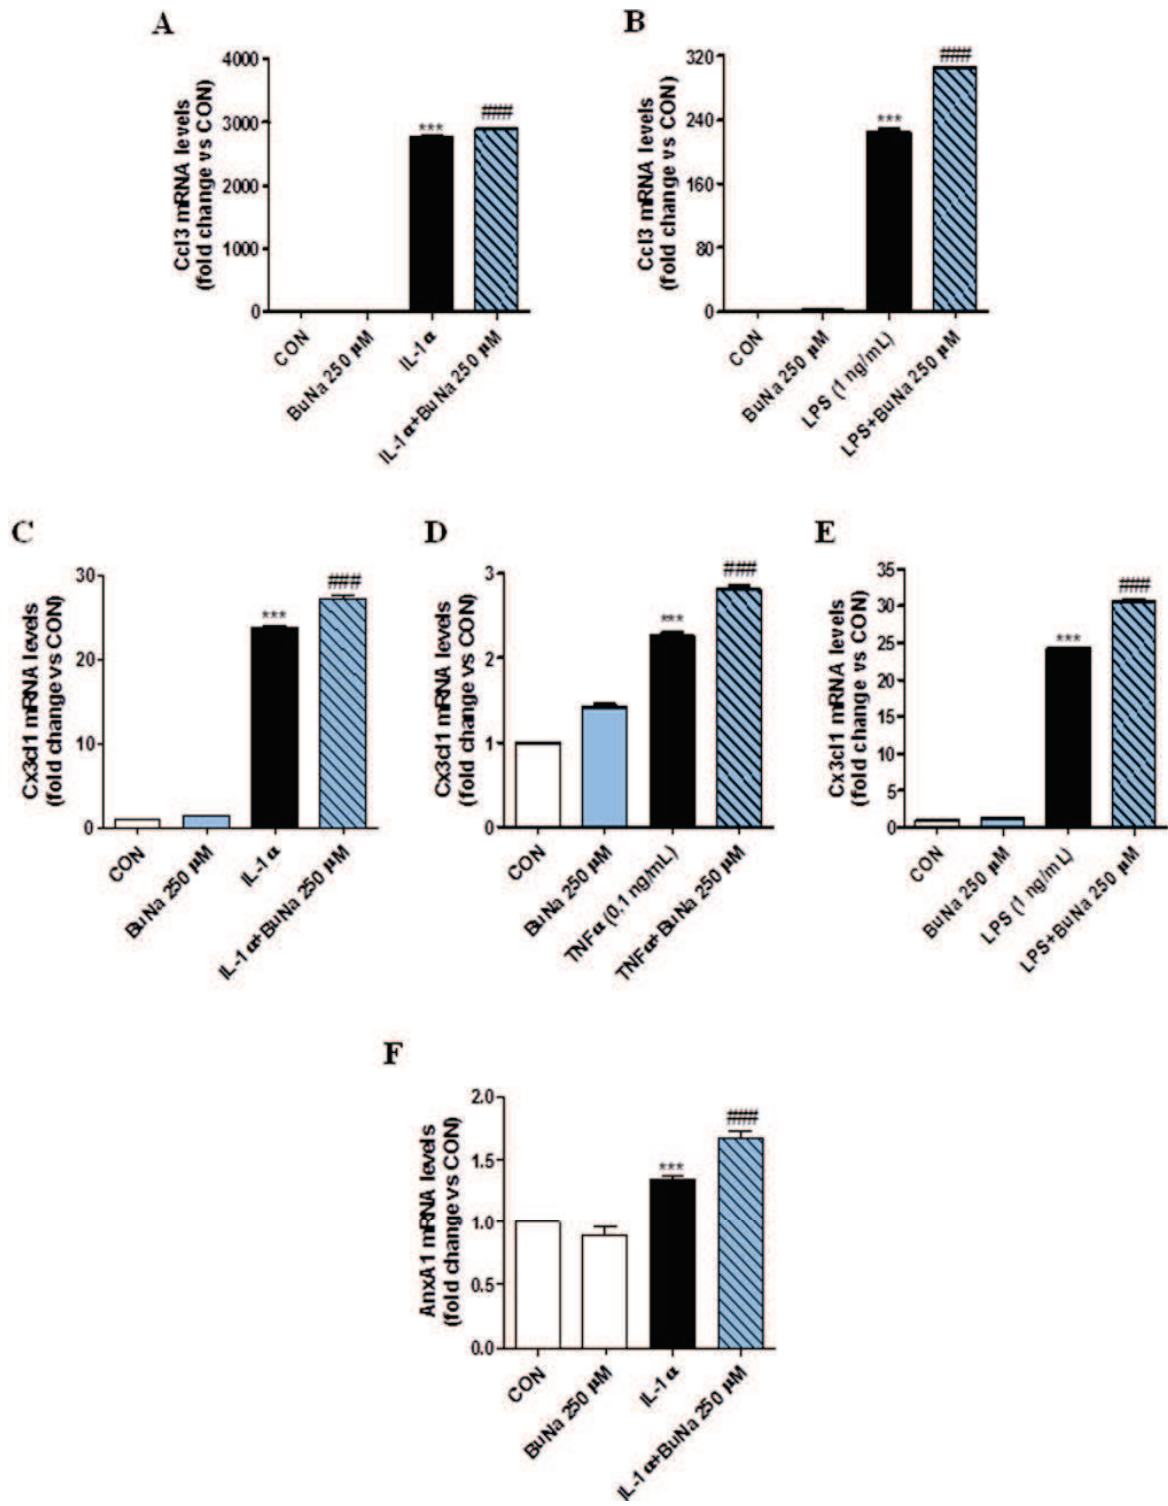 A
Ccl3 mRNA levels
(fold change vs CON)
4000
3000
2000
1000
0
***
###
CON
BuNa 250 µM
IL-1α
IL-1α+BuNa 250 µM
B
Ccl3 mRNA levels
(fold change vs CON)
320
240
160
80
0
***
###
CON
BuNa 250 µM
LPS (1 ng/mL)
LPS+BuNa 250 µM
C
Cx3cl1 mRNA levels
(fold change vs CON)
30
20
10
0
***
###
CON
BuNa 250 µM
IL-1α
IL-1α+BuNa 250 µM
D
Cx3cl1 mRNA levels
(fold change vs CON)
3
2
1
0
***
###
CON
BuNa 250 µM
TNFα (0,1 ng/mL)
TNFα+BuNa 250 µM
E
Cx3cl1 mRNA levels
(fold change vs CON)
35
30
25
20
15
10
5
0
***
###
CON
BuNa 250 µM
LPS (1 ng/mL)
LPS+BuNa 250 µM
F
AnxA1 mRNA levels
(fold change vs CON)
2.0
1.5
1.0
0.5
0.0
***
###
CON
BuNa 250 µM
IL-1α
IL-1α+BuNa 250 µM